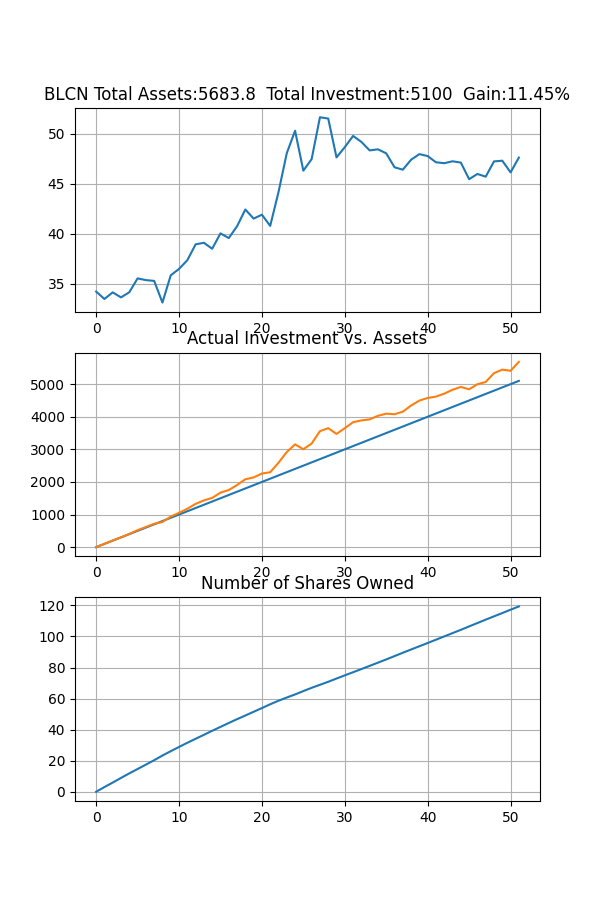 BLCN Total Assets:5683.8  Total Investment:5100  Gain:11.45%
50
45
40
35
0 10 20 30 40 50
Actual Investment vs. Assets
5000
4000
3000
2000
1000
0
0 10 20 30 40 50
Number of Shares Owned
120
100
80
60
40
20
0
0 10 20 30 40 50